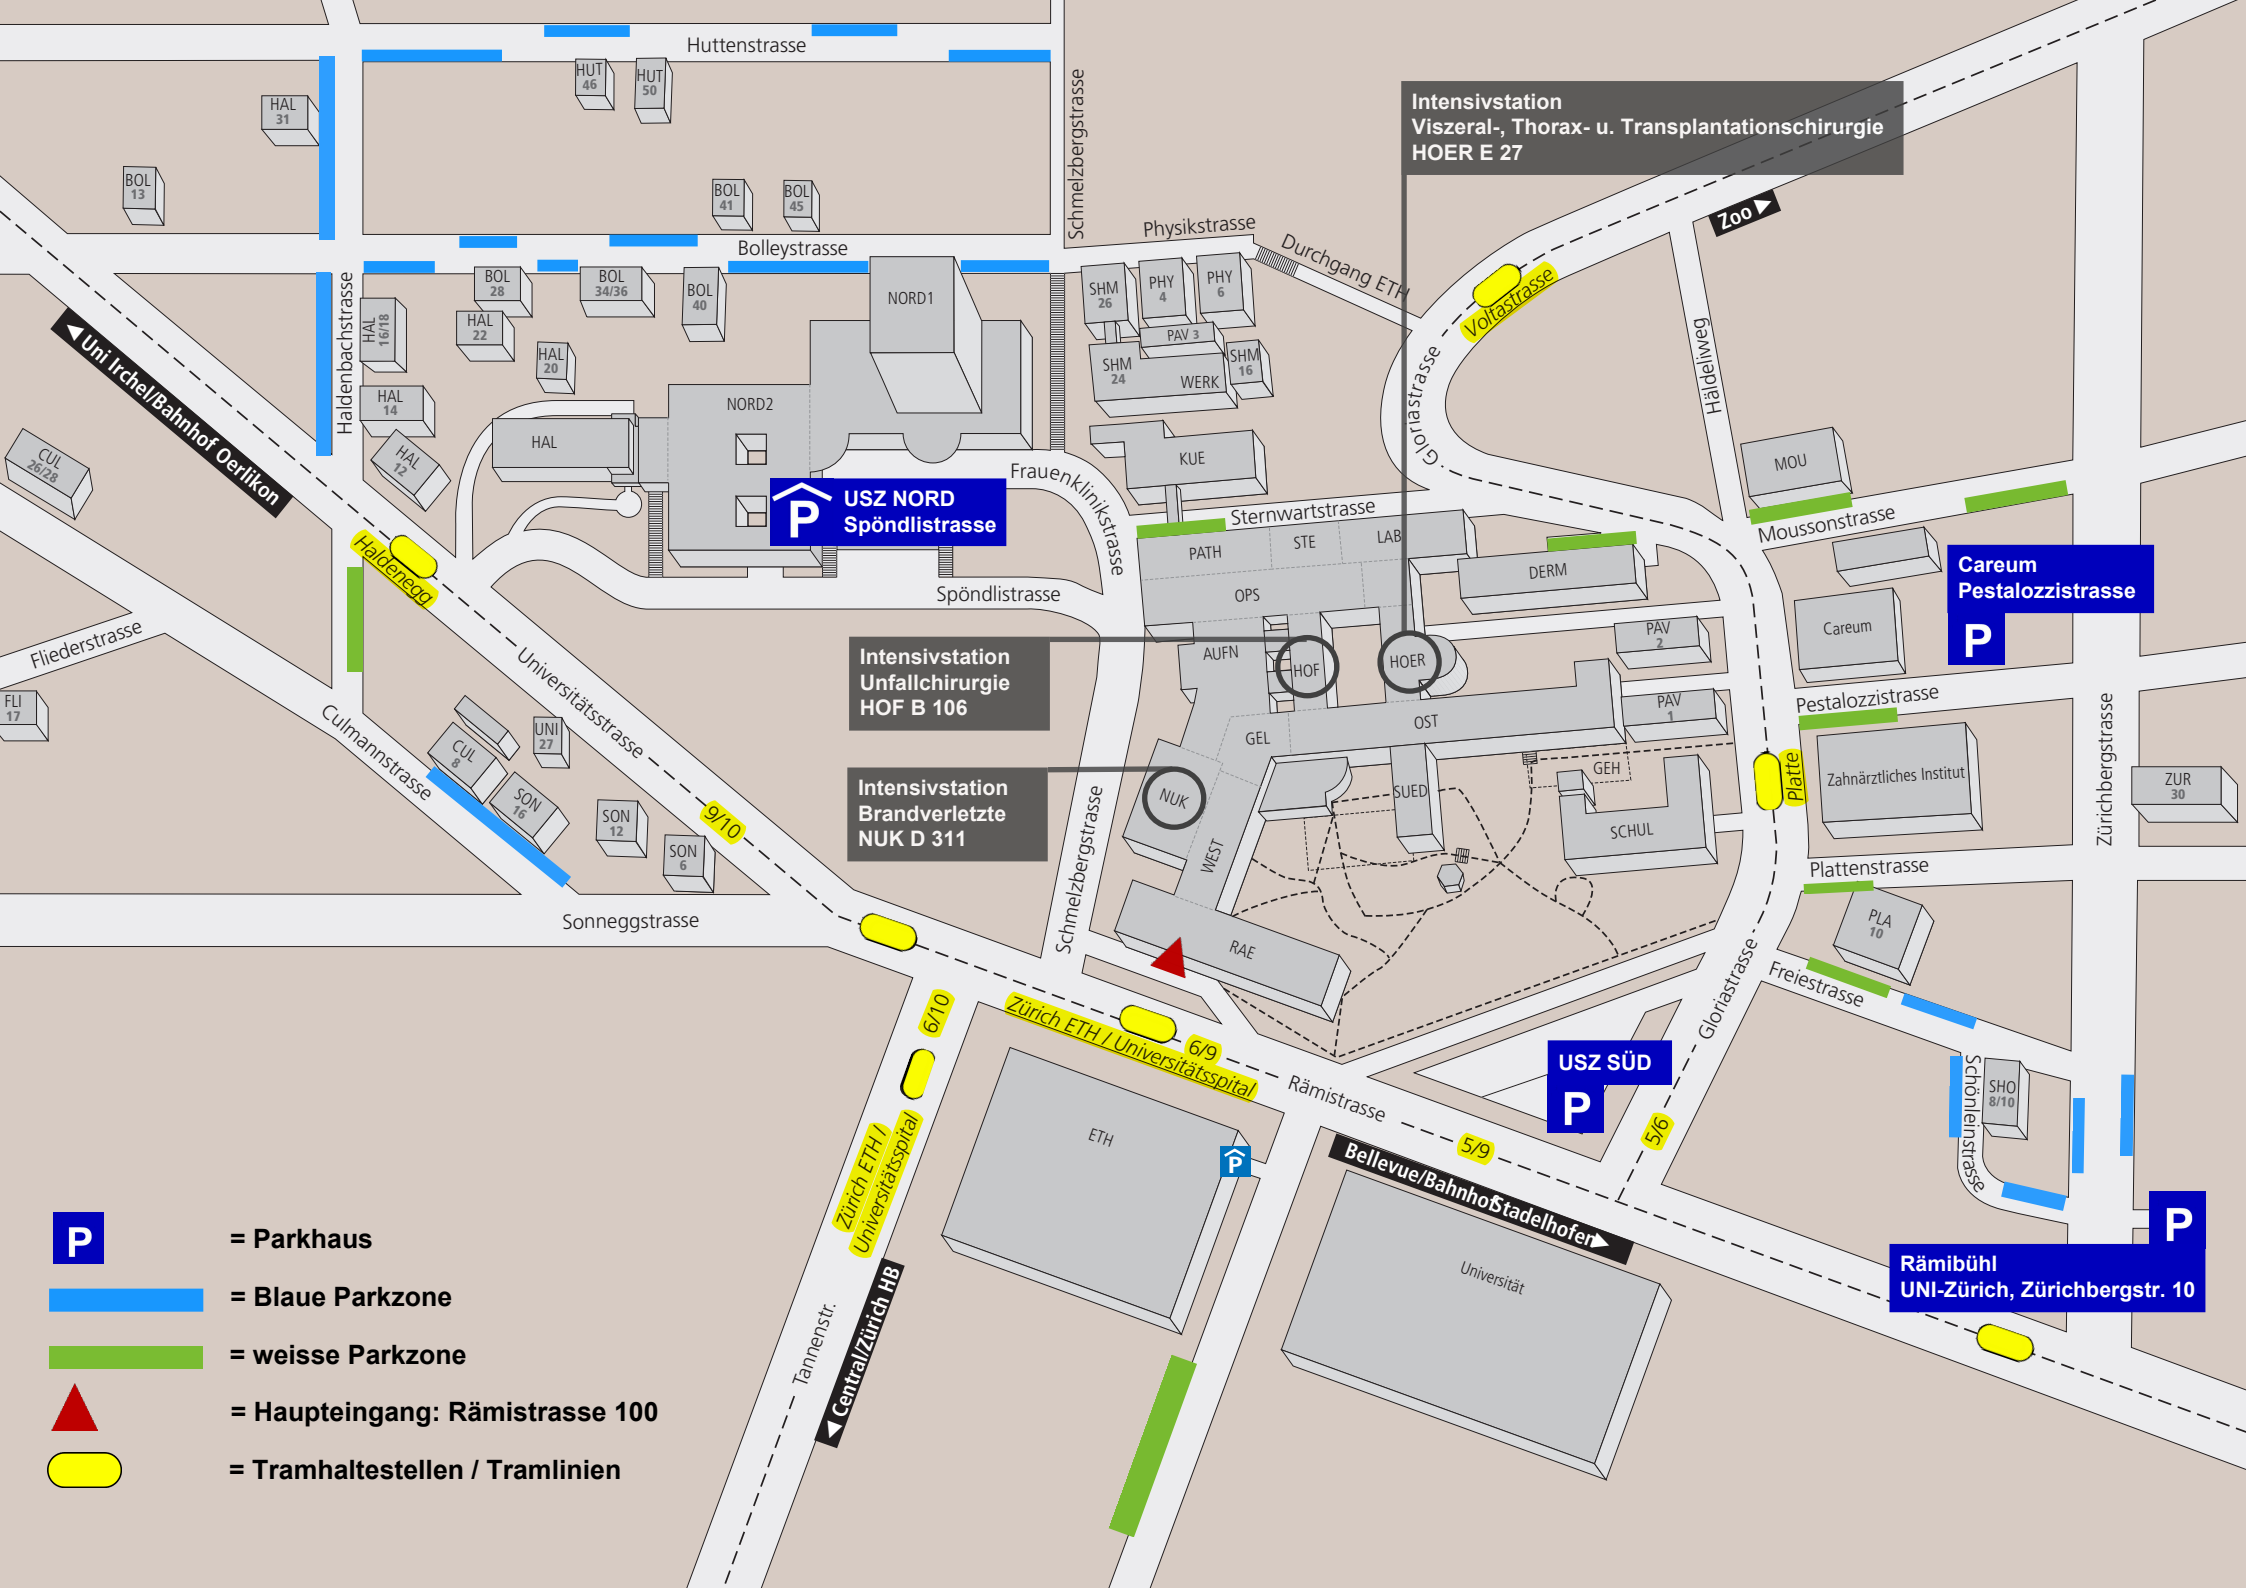 Huttenstrasse
HUT
46
HUT
50
HAL
31
BOL
13
BOL
41
BOL
45
Schmelzbergstrasse
Intensivstation
Viszeral-, Thorax- u. Transplantationschirurgie
HOER E 27
Zoo
Physikstrasse
Durchgang ETH
Bolleystrasse
Haldenbachstrasse
BOL
28
BOL
34/36
BOL
40
NORD1
HAL
16/18
HAL
22
HAL
20
HAL
14
HAL
12
HAL
NORD2
SHM
26
PHY
4
PHY
6
PAV 3
SHM
24
WERK
SHM
16
KUE
Voltastrasse
Gloriastrasse
Häldeliweg
MOU
Moussonstrasse
Uni Irchel/Bahnhof Oerlikon
CUL
26/28
USZ NORD
Spöndlistrasse
P
Frauenklinikstrasse
Sternwartstrasse
PATH
STE
LAB
OPS
DERM
Careum
Pestalozzistrasse
P
Careum
Haldenegg
Spöndlistrasse
Fliederstrasse
FLI
17
Universitätsstrasse
Culmannstrasse
Intensivstation
Unfallchirurgie
HOF B 106
AUFN
HOF
HOER
PAV
2
PAV
1
OST
GEL
Pestalozzistrasse
Zürichbergstrasse
UNI
27
CUL
8
SON
16
SON
12
SON
6
9/10
Intensivstation
Brandverletzte
NUK D 311
NUK
WEST
SUED
GEH
SCHUL
Platte
Zahnärztliches Institut
ZUR
30
Plattenstrasse
PLA
10
Sonneggstrasse
Schmelzbergstrasse
RAE
Freiestrasse
Gloriastrasse
6/10
Zürich ETH / Universitätsspital
6/9
Rämistrasse
USZ SÜD
P
5/9
5/6
Schönleinstrasse
SHO
8/10
ETH
P
Zürich ETH /
Universitätsspital
Bellevue/Bahnhof Stadelhofen
Universität
P
Rämibühl
UNI-Zürich, Zürichbergstr. 10
Central/Zürich HB
Tannenstr.
P = Parkhaus
= Blaue Parkzone
= weisse Parkzone
= Haupteingang: Rämistrasse 100
= Tramhaltestellen / Tramlinien